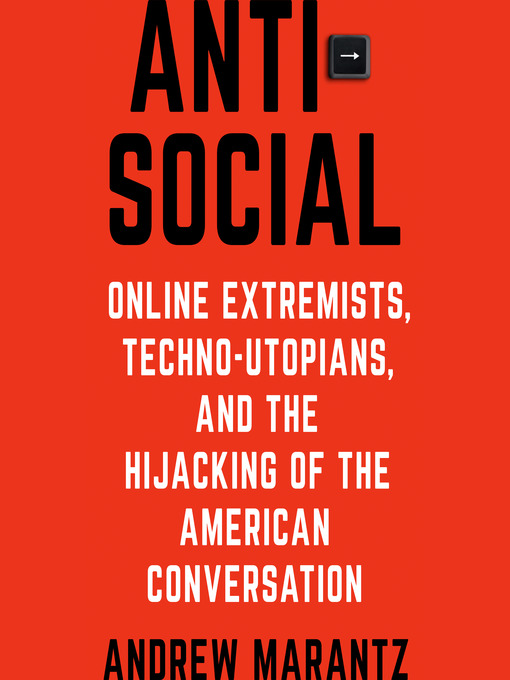 ANTI→
SOCIAL
ONLINE EXTREMISTS,
TECHNO-UTOPIANS,
AND THE
HIJACKING OF THE
AMERICAN
CONVERSATION
ANDREW MARANTZ